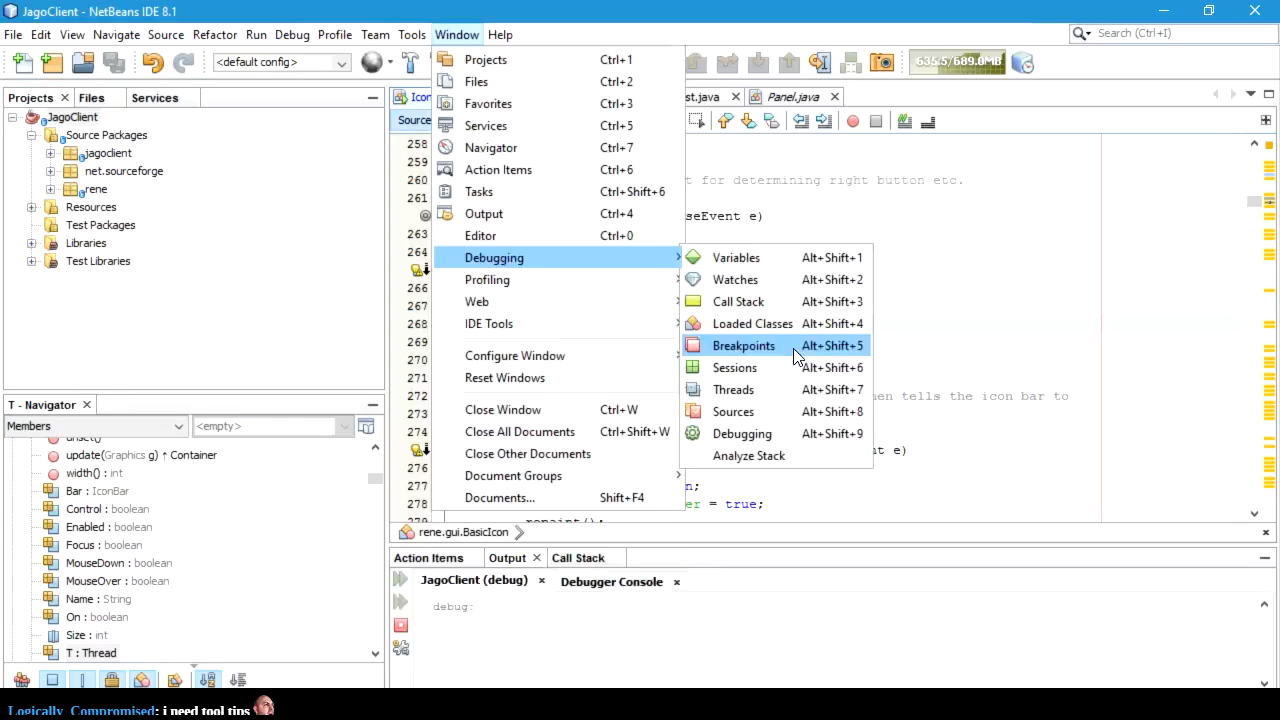 JagoClient - NetBeans IDE 8.1
File Edit View Navigate Source Refactor Run Debug Profile Team Tools Window Help
Search (Ctrl+I)
<default config>
635.5/689.0MB
Projects Files Services
JagoClient
Source Packages
jagoclient
net.sourceforge
rene
Resources
Test Packages
Libraries
Test Libraries
T - Navigator
Members <empty>
update(Graphics g) ↑ Container
width() : int
Bar : IconBar
Control : boolean
Enabled : boolean
Focus : boolean
MouseDown : boolean
MouseOver : boolean
Name : String
On : boolean
Size : int
T : Thread
Projects Ctrl+1
Files Ctrl+2
Favorites Ctrl+3
Services Ctrl+5
Navigator Ctrl+7
Action Items Ctrl+6
Tasks Ctrl+Shift+6
Output Ctrl+4
Editor Ctrl+0
Debugging
Profiling
Web
IDE Tools
Configure Window
Reset Windows
Close Window Ctrl+W
Close All Documents Ctrl+Shift+W
Close Other Documents
Document Groups
Documents... Shift+F4
Variables Alt+Shift+1
Watches Alt+Shift+2
Call Stack Alt+Shift+3
Loaded Classes Alt+Shift+4
Breakpoints Alt+Shift+5
Sessions Alt+Shift+6
Threads Alt+Shift+7
Sources Alt+Shift+8
Debugging Alt+Shift+9
Analyze Stack
Icon st.java Panel.java
Source
258
259
260 t for determining right button etc.
261
seEvent e)
263
264
266
267
268
269
270
271
272 hen tells the icon bar to
273
274
nt e)
276
277 n;
278 er = true;
279 repaint();
rene.gui.BasicIcon
Action Items Output Call Stack
JagoClient (debug) Debugger Console
debug:
Logically_Compromised: i need tool tips